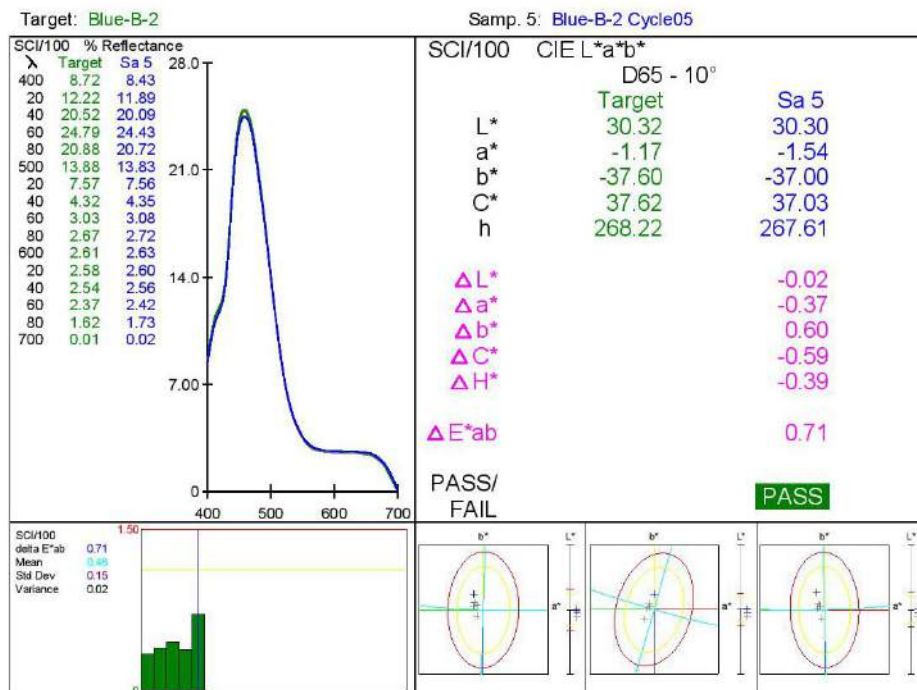 Target: Blue-B-2
Samp. 5: Blue-B-2 Cycle05
SCI/100 % Reflectance
λ Target Sa 5
400 8.72 8.43
20 12.22 11.89
40 20.52 20.09
60 24.79 24.43
80 20.88 20.72
500 13.88 13.83
20 7.57 7.56
40 4.32 4.35
60 3.03 3.08
80 2.67 2.72
600 2.61 2.63
20 2.58 2.60
40 2.54 2.56
60 2.37 2.42
80 1.62 1.73
700 0.01 0.02
28.0
21.0
14.0
7.00
0
400 500 600 700
SCI/100 CIE L*a*b*
D65 - 10°
Target Sa 5
L* 30.32 30.30
a* -1.17 -1.54
b* -37.60 -37.00
C* 37.62 37.03
h 268.22 267.61
Δ L* -0.02
Δ a* -0.37
Δ b* 0.60
Δ C* -0.59
Δ H* -0.39
Δ E*ab 0.71
PASS/
FAIL
PASS
SCI/100
delta E*ab 0.71
Mean 0.48
Std Dev 0.15
Variance 0.02
1.50
0
b* L*
a*
b* L*
a*
b* L*
a*